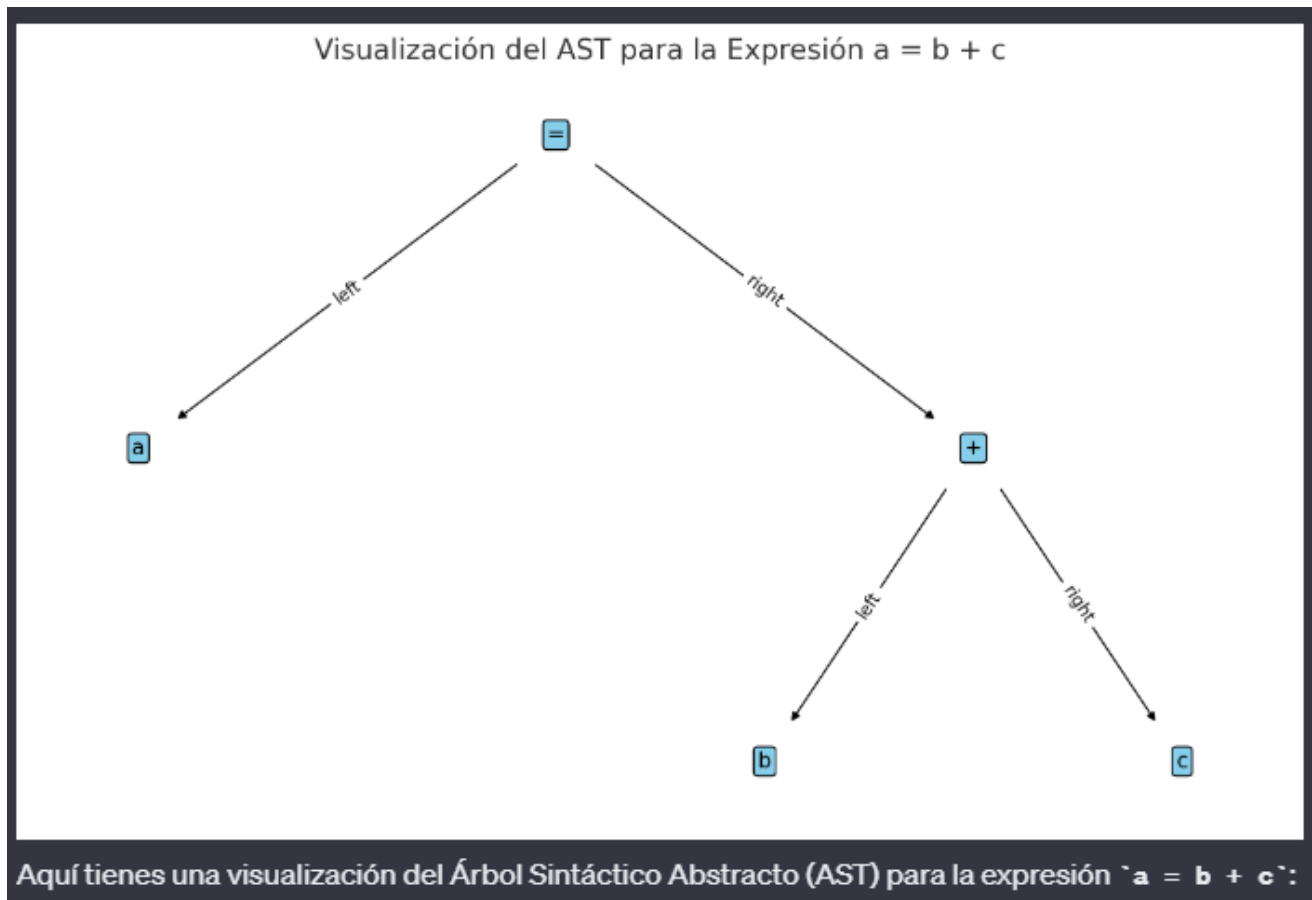 Visualización del AST para la Expresión a = b + c
=
left
right
a
+
left
right
b
c
Aquí tienes una visualización del Árbol Sintáctico Abstracto (AST) para la expresión `a = b + c`: